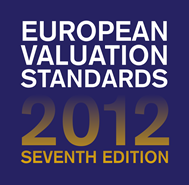 EUROPEAN
VALUATION
STANDARDS
2012
SEVENTH EDITION